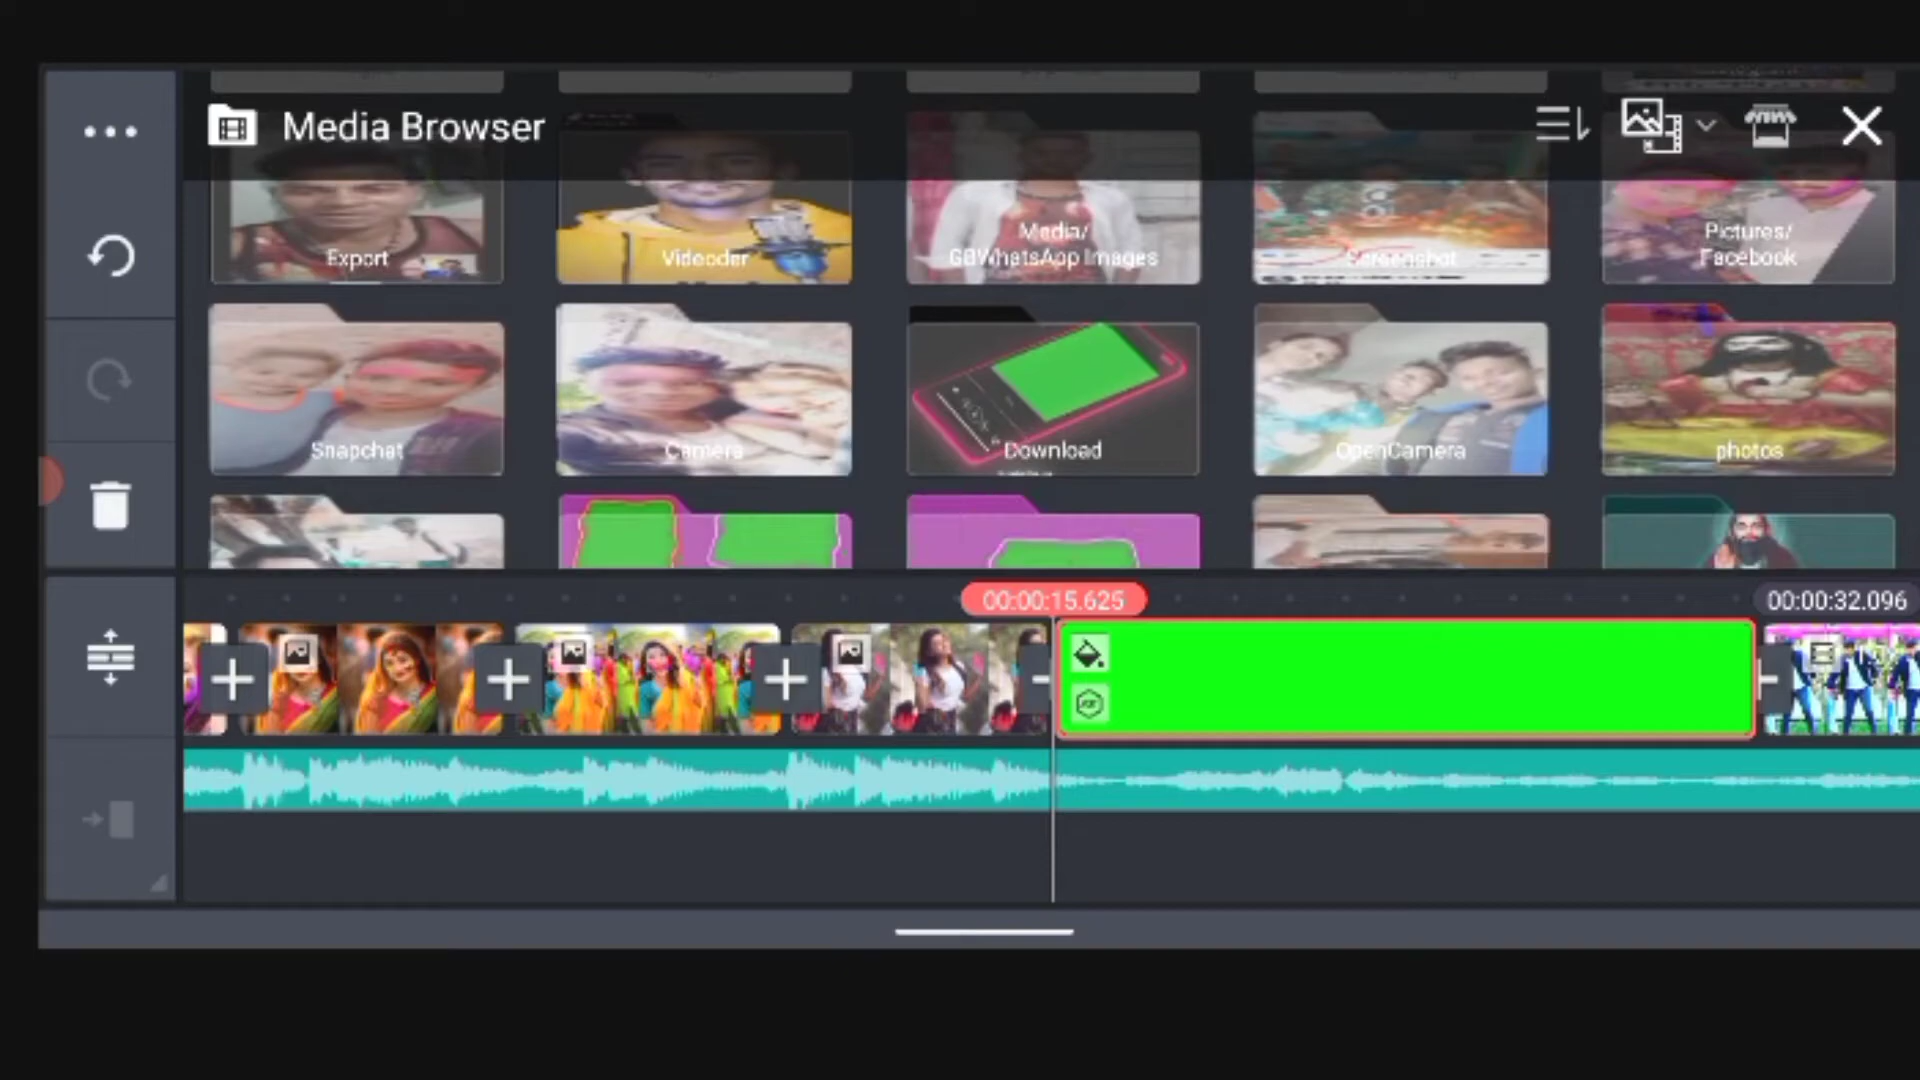 Media Browser
Export
Videoder
Media/
GBWhatsApp Images
Screenshot
Pictures/
Facebook
Snapchat
Camera
Download
OpenCamera
photos
00:00:15.625
00:00:32.096